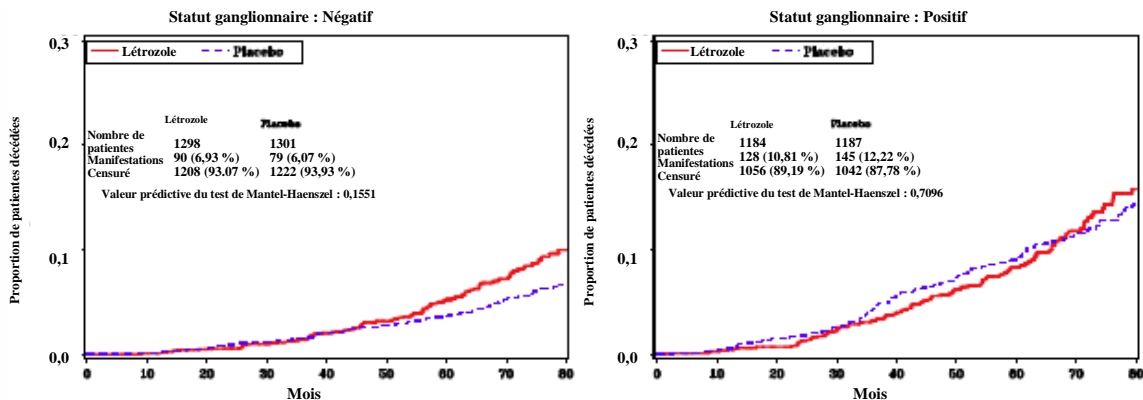 Statut ganglionnaire : Négatif
Proportion de patientes décédées
0,3
0,2
0,1
0,0
Létrozole Placebo
Létrozole Placebo
Nombre de patientes 1298 1301
Manifestations 90 (6,93 %) 79 (6,07 %)
Censuré 1208 (93.07 %) 1222 (93,93 %)
Valeur prédictive du test de Mantel-Haenszel : 0,1551
0 10 20 30 40 50 60 70 80
Mois
Statut ganglionnaire : Positif
Proportion de patientes décédées
0,3
0,2
0,1
0,0
Létrozole Placebo
Létrozole Placebo
Nombre de patientes 1184 1187
Manifestations 128 (10,81 %) 145 (12,22 %)
Censuré 1056 (89,19 %) 1042 (87,78 %)
Valeur prédictive du test de Mantel-Haenszel : 0,7096
0 10 20 30 40 50 60 70 80
Mois